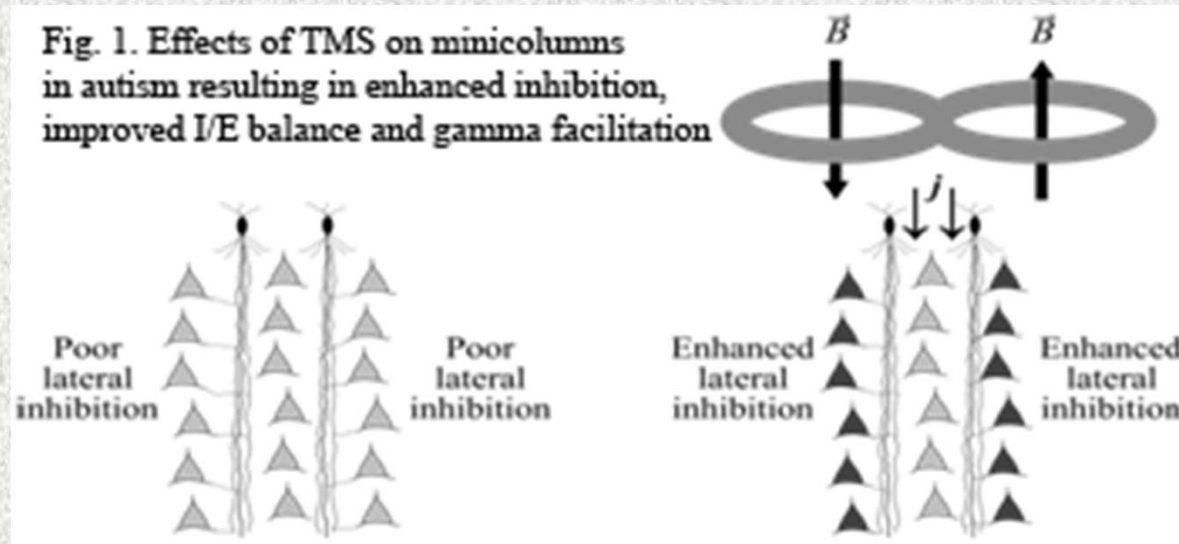 Fig. 1. Effects of TMS on minicolumns
in autism resulting in enhanced inhibition,
improved I/E balance and gamma facilitation
B
B
j
Poor
lateral
inhibition
Poor
lateral
inhibition
Enhanced
lateral
inhibition
Enhanced
lateral
inhibition